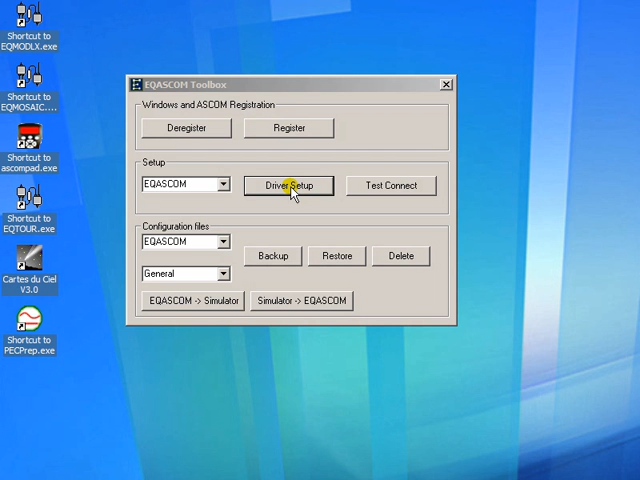 Shortcut to
EQMODLX.exe
Shortcut to
EQMOSAIC....
Shortcut to
ascompad.exe
Shortcut to
EQTOUR.exe
Cartes du Ciel
V3.0
Shortcut to
PECPrep.exe
EQASCOM Toolbox
Windows and ASCOM Registration
Deregister
Register
Setup
EQASCOM
Driver Setup
Test Connect
Configuration files
EQASCOM
Backup
Restore
Delete
General
EQASCOM -> Simulator
Simulator -> EQASCOM